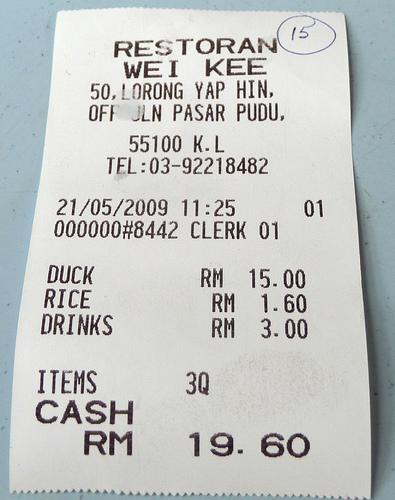 15
RESTORAN
WEI KEE
50, LORONG YAP HIN,
OFF JLN PASAR PUDU,
55100 K.L
TEL:03-92218482
21/05/2009 11:25 01
000000#8442 CLERK 01
DUCK RM 15.00
RICE RM 1.60
DRINKS RM 3.00
ITEMS 3Q
CASH
RM 19.60